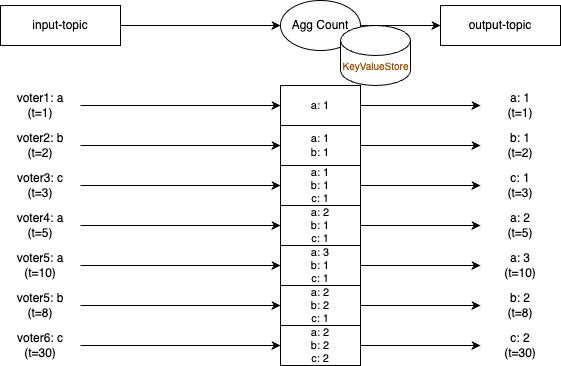 input-topic
Agg Count
output-topic
KeyValueStore
voter1: a
(t=1)
a: 1
a: 1
(t=1)
voter2: b
(t=2)
a: 1
b: 1
b: 1
(t=2)
voter3: c
(t=3)
a: 1
b: 1
c: 1
c: 1
(t=3)
voter4: a
(t=5)
a: 2
b: 1
c: 1
a: 2
(t=5)
voter5: a
(t=10)
a: 3
b: 1
c: 1
a: 3
(t=10)
voter5: b
(t=8)
a: 2
b: 2
c: 1
b: 2
(t=8)
voter6: c
(t=30)
a: 2
b: 2
c: 2
c: 2
(t=30)